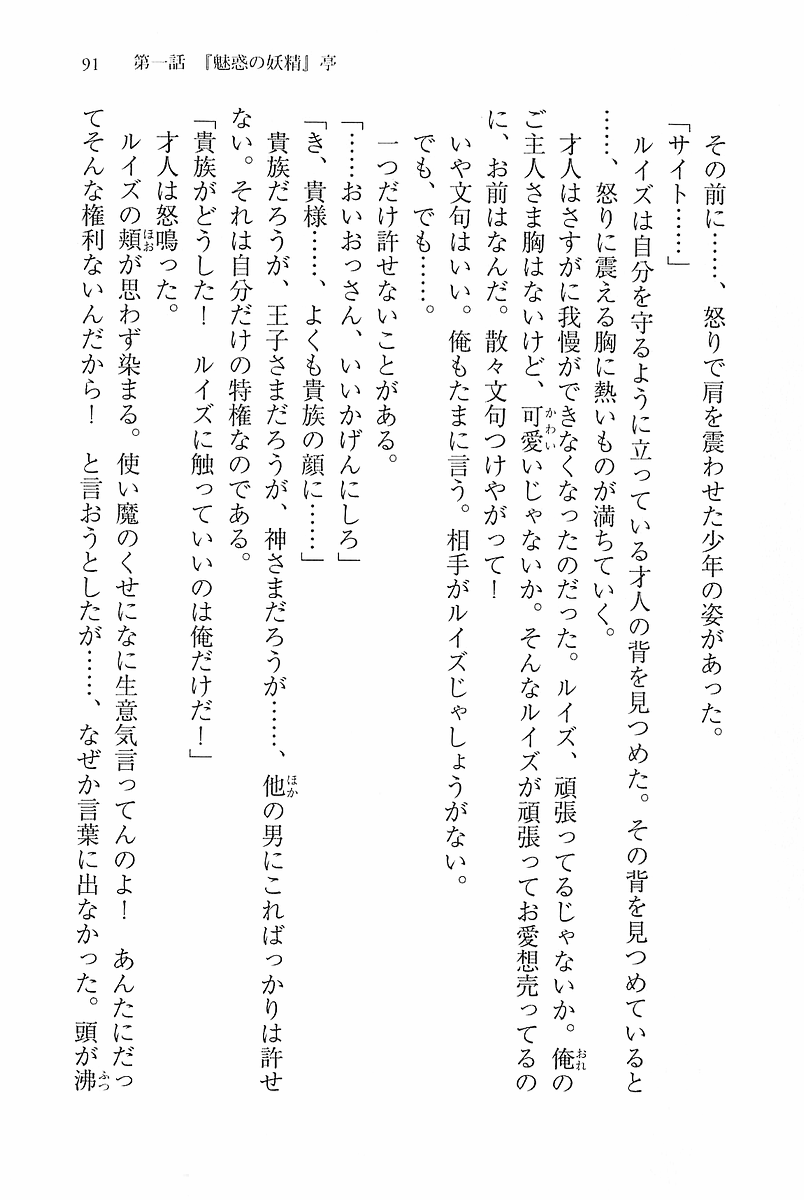 91　第一話　『魅惑の妖精』亭
その前に……、怒りで肩を震わせた少年の姿があった。
「サイト……」
ルイズは自分を守るように立っている才人の背を見つめた。その背を見つめていると
……、怒りに震える胸に熱いものが満ちていく。
才人はさすがに我慢ができなくなったのだった。ルイズ、頑張ってるじゃないか。俺の
ご主人さま胸はないけど、可愛いじゃないか。そんなルイズが頑張ってお愛想売ってるの
に、お前はなんだ。散々文句つけやがって！
いや文句はいい。俺もたまに言う。相手がルイズじゃしょうがない。
でも、でも……。
一つだけ許せないことがある。
「……おいおっさん、いいかげんにしろ」
「き、貴様……、よくも貴族の顔に……」
貴族だろうが、王子さまだろうが、神さまだろうが……、他の男にこればっかりは許せ
ない。それは自分だけの特権なのである。
「貴族がどうした！　ルイズに触っていいのは俺だけだ！」
才人は怒鳴った。
ルイズの頬が思わず染まる。使い魔のくせになに生意気言ってんのよ！　あんたにだっ
てそんな権利ないんだから！　と言おうとしたが……、なぜか言葉に出なかった。頭が沸